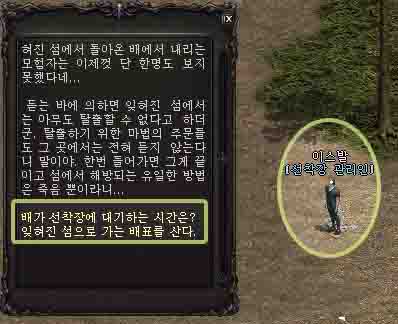 혀진 섬에서 돌아온 배에서 내리는
모험자는 이제껏 단 한명도 보지
못했다네...
듣는 바에 의하면 잊혀진 섬에서
는 아무도 탈출할 수 없다고 하더
군. 탈출하기 위한 마법의 주문들
도 그 곳에서는 전혀 듣지 않는다
니 말이야. 한번 들어가면 그게 끝
이고 섬에서 해방되는 유일한 방법
은 죽음 뿐이라니...
배가 선착장에 대기하는 시간은?
잊혀진 섬으로 가는 배표를 산다.
이스발
[선착장 관리인]